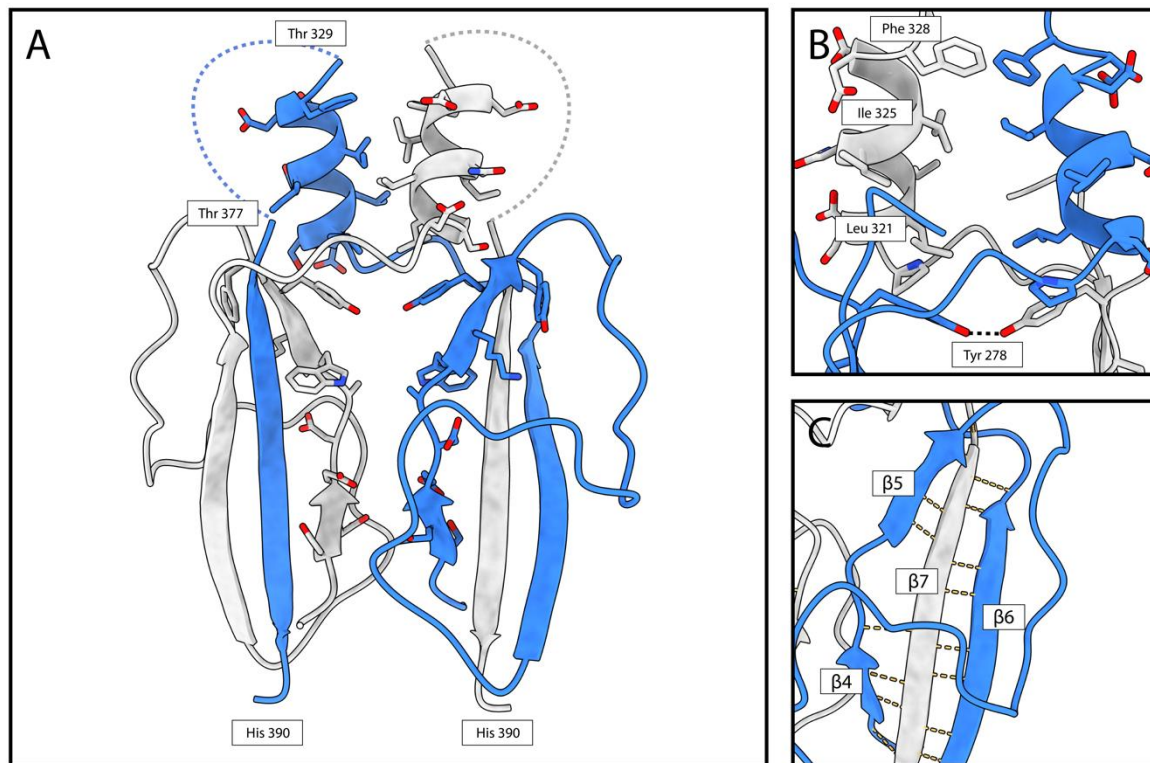 A
Thr 329
Thr 377
His 390
His 390
B
Phe 328
Ile 325
Leu 321
Tyr 278
C
β5
β7
β6
β4